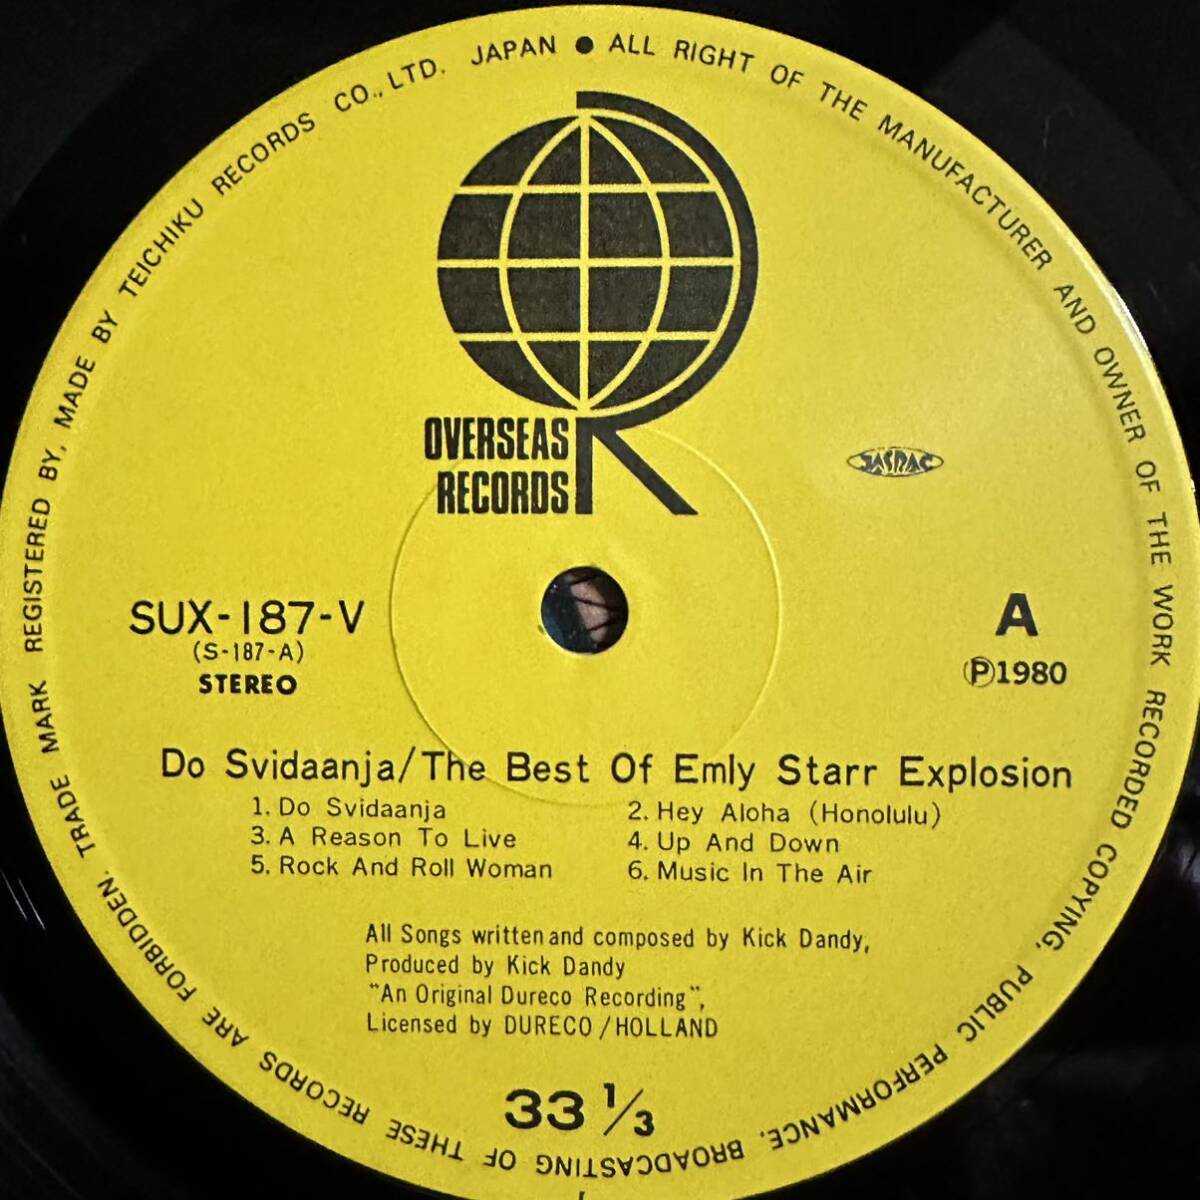 TRADE MARK REGISTERED BY, MADE BY TEICHIKU RECORDS CO., LTD. JAPAN ● ALL RIGHT OF THE MANUFACTURER AND OWNER OF THE WORK RECORDED COPYING, PUBLIC PERFORMANCE, BROADCASTING OF THESE RECORDS ARE FORBIDDEN.
R
OVERSEAS
RECORDS
JASRAC
SUX-187-V
(S-187-A)
STEREO
A
Ⓟ1980
Do Svidaanja/The Best Of Emly Starr Explosion
1. Do Svidaanja
2. Hey Aloha (Honolulu)
3. A Reason To Live
4. Up And Down
5. Rock And Roll Woman
6. Music In The Air
All Songs written and composed by Kick Dandy,
Produced by Kick Dandy
"An Original Dureco Recording",
Licensed by DURECO/HOLLAND
33 1/3